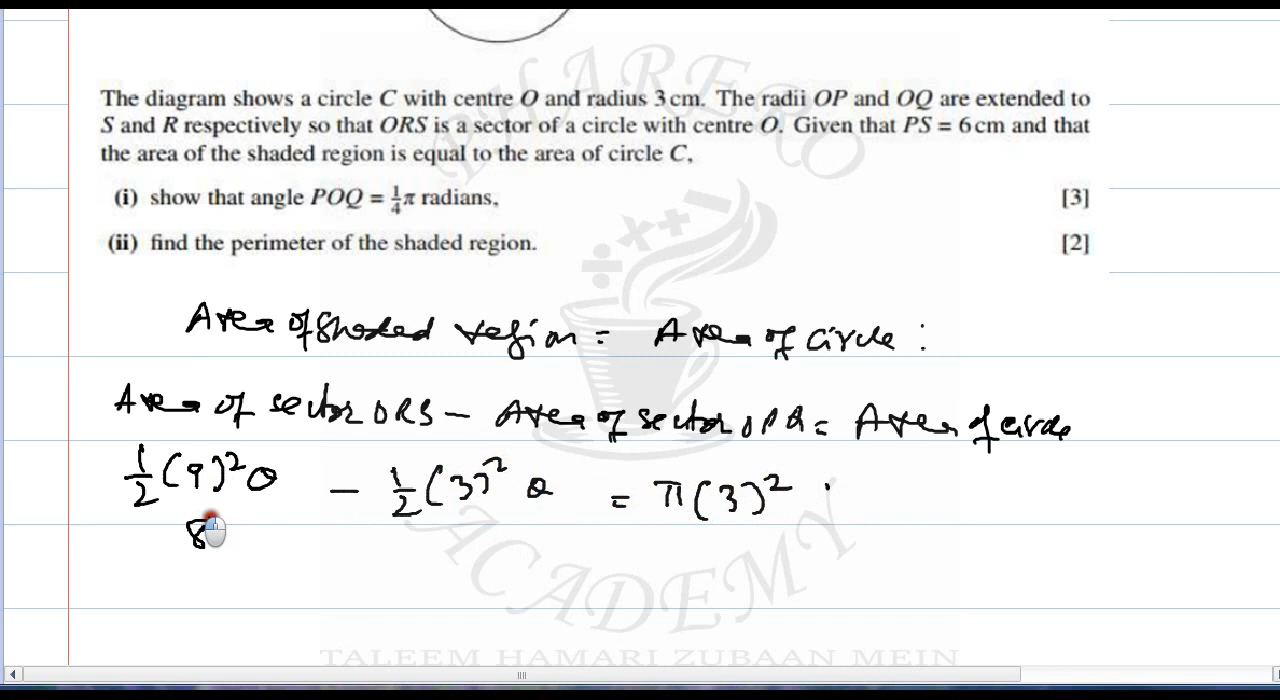 The diagram shows a circle C with centre O and radius 3 cm. The radii OP and OQ are extended to
S and R respectively so that ORS is a sector of a circle with centre O. Given that PS = 6 cm and that
the area of the shaded region is equal to the area of circle C,
(i) show that angle POQ = ¼π radians, [3]
(ii) find the perimeter of the shaded region. [2]
Area of shaded region = Area of circle :
Area of sector ORS - Area of sector OPQ = Area of circle
½(9)²θ - ½(3)²θ = π(3)²
8
PHARERO
ACADEMY
TALEEM HAMARI ZUBAAN MEIN